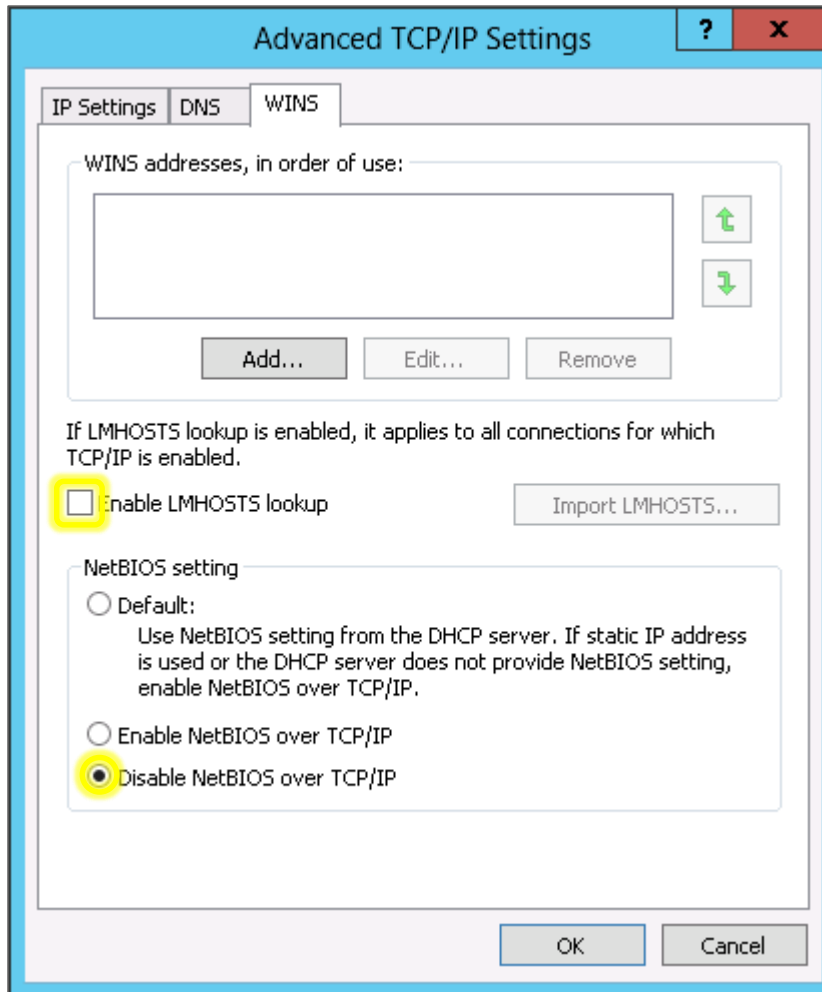 Advanced TCP/IP Settings
?
x
IP Settings
DNS
WINS
WINS addresses, in order of use:
Add...
Edit...
Remove
If LMHOSTS lookup is enabled, it applies to all connections for which
TCP/IP is enabled.
Enable LMHOSTS lookup
Import LMHOSTS...
NetBIOS setting
Default:
Use NetBIOS setting from the DHCP server. If static IP address
is used or the DHCP server does not provide NetBIOS setting,
enable NetBIOS over TCP/IP.
Enable NetBIOS over TCP/IP
Disable NetBIOS over TCP/IP
OK
Cancel